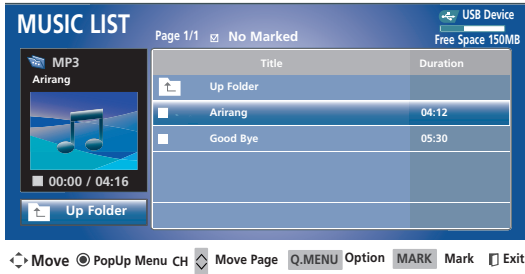 MUSIC LIST
Page 1/1 No Marked
USB Device
Free Space 150MB
MP3
Arirang
00:00 / 04:16
Up Folder
Title Duration
Up Folder
Arirang 04:12
Good Bye 05:30
Move PopUp Menu CH Move Page Q.MENU Option MARK Mark Exit